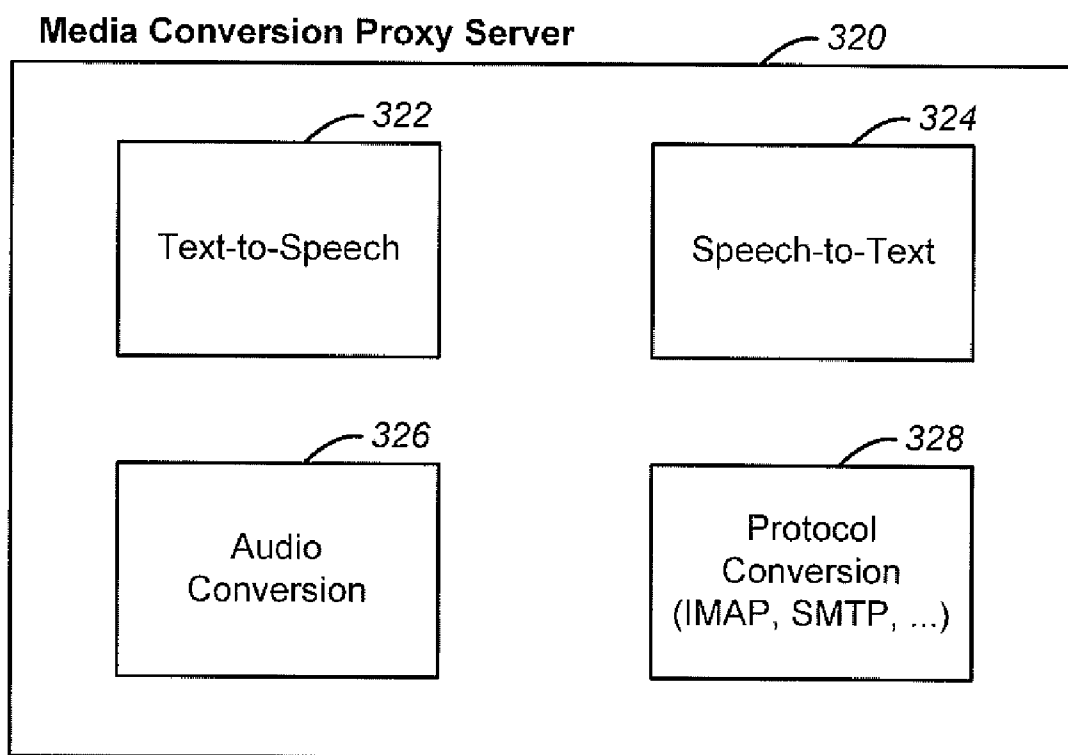 Media Conversion Proxy Server
320
322
324
Text-to-Speech
Speech-to-Text
326
328
Audio
Conversion
Protocol
Conversion
(IMAP, SMTP, ...)